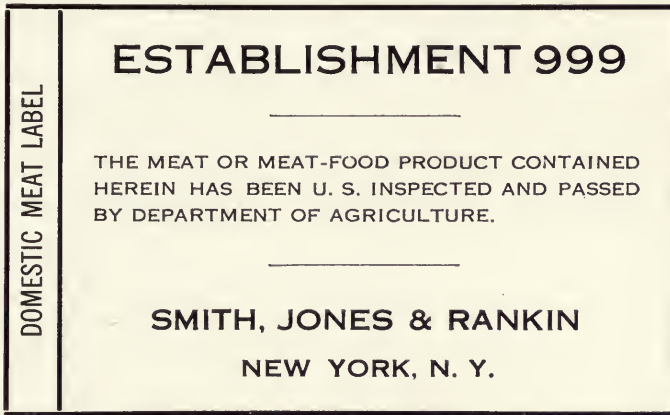 DOMESTIC MEAT LABEL
ESTABLISHMENT 999
THE MEAT OR MEAT-FOOD PRODUCT CONTAINED
HEREIN HAS BEEN U. S. INSPECTED AND PASSED
BY DEPARTMENT OF AGRICULTURE.
SMITH, JONES & RANKIN
NEW YORK, N. Y.